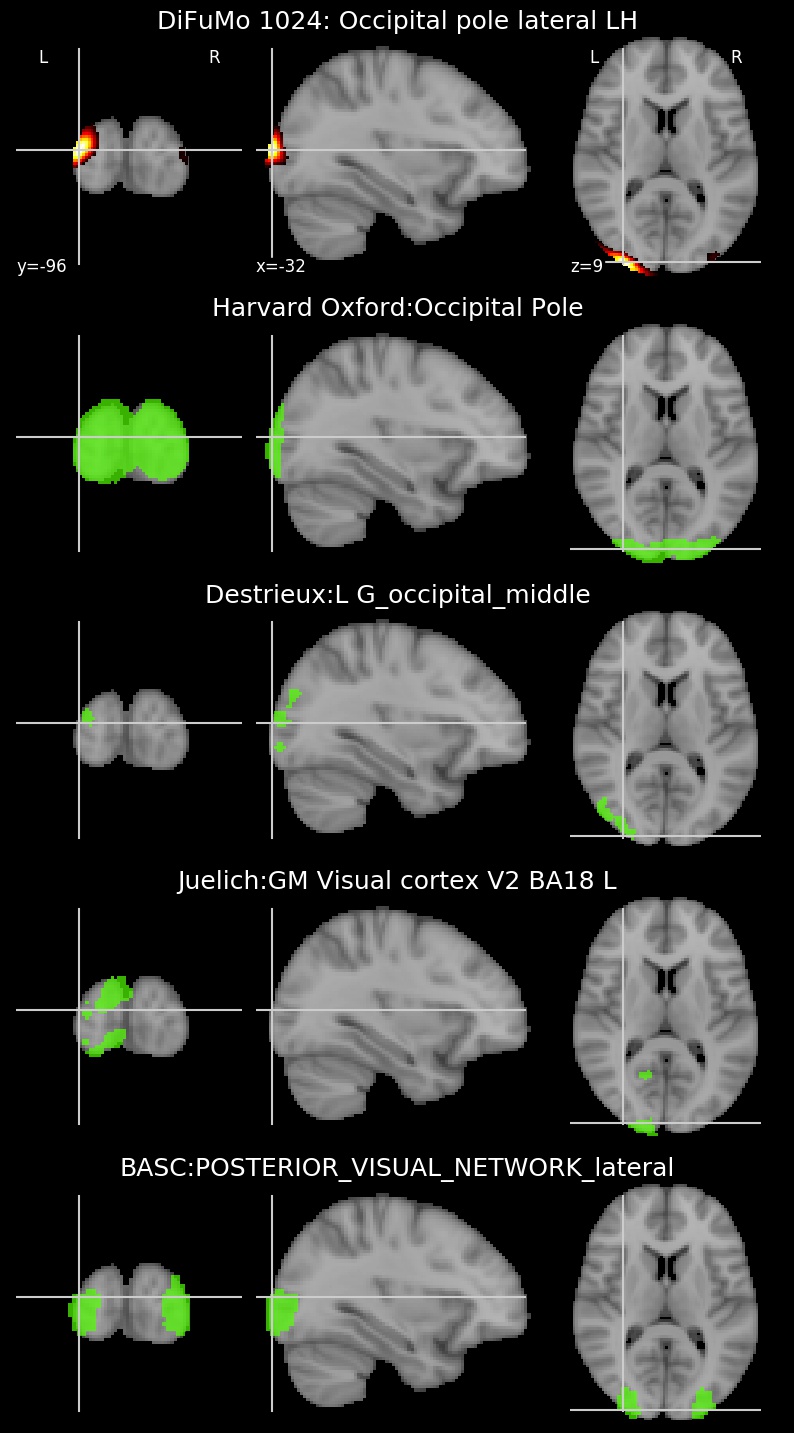 DiFuMo 1024: Occipital pole lateral LH
L R L R
y=-96 x=-32 z=9
Harvard Oxford:Occipital Pole
Destrieux:L G_occipital_middle
Juelich:GM Visual cortex V2 BA18 L
BASC:POSTERIOR_VISUAL_NETWORK_lateral